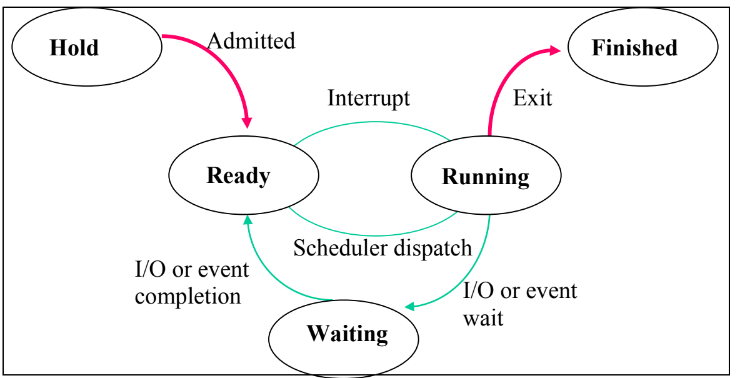 Hold
Admitted
Finished
Interrupt
Exit
Ready
Running
Scheduler dispatch
I/O or event
completion
I/O or event
wait
Waiting